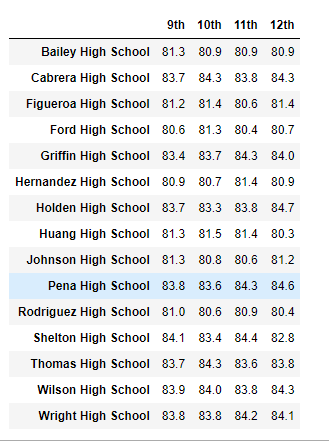 9th 10th 11th 12th
Bailey High School 81.3 80.9 80.9 80.9
Cabrera High School 83.7 84.3 83.8 84.3
Figueroa High School 81.2 81.4 80.6 81.4
Ford High School 80.6 81.3 80.4 80.7
Griffin High School 83.4 83.7 84.3 84.0
Hernandez High School 80.9 80.7 81.4 80.9
Holden High School 83.7 83.3 83.8 84.7
Huang High School 81.3 81.5 81.4 80.3
Johnson High School 81.3 80.8 80.6 81.2
Pena High School 83.8 83.6 84.3 84.6
Rodriguez High School 81.0 80.6 80.9 80.4
Shelton High School 84.1 83.4 84.4 82.8
Thomas High School 83.7 84.3 83.6 83.8
Wilson High School 83.9 84.0 83.8 84.3
Wright High School 83.8 83.8 84.2 84.1